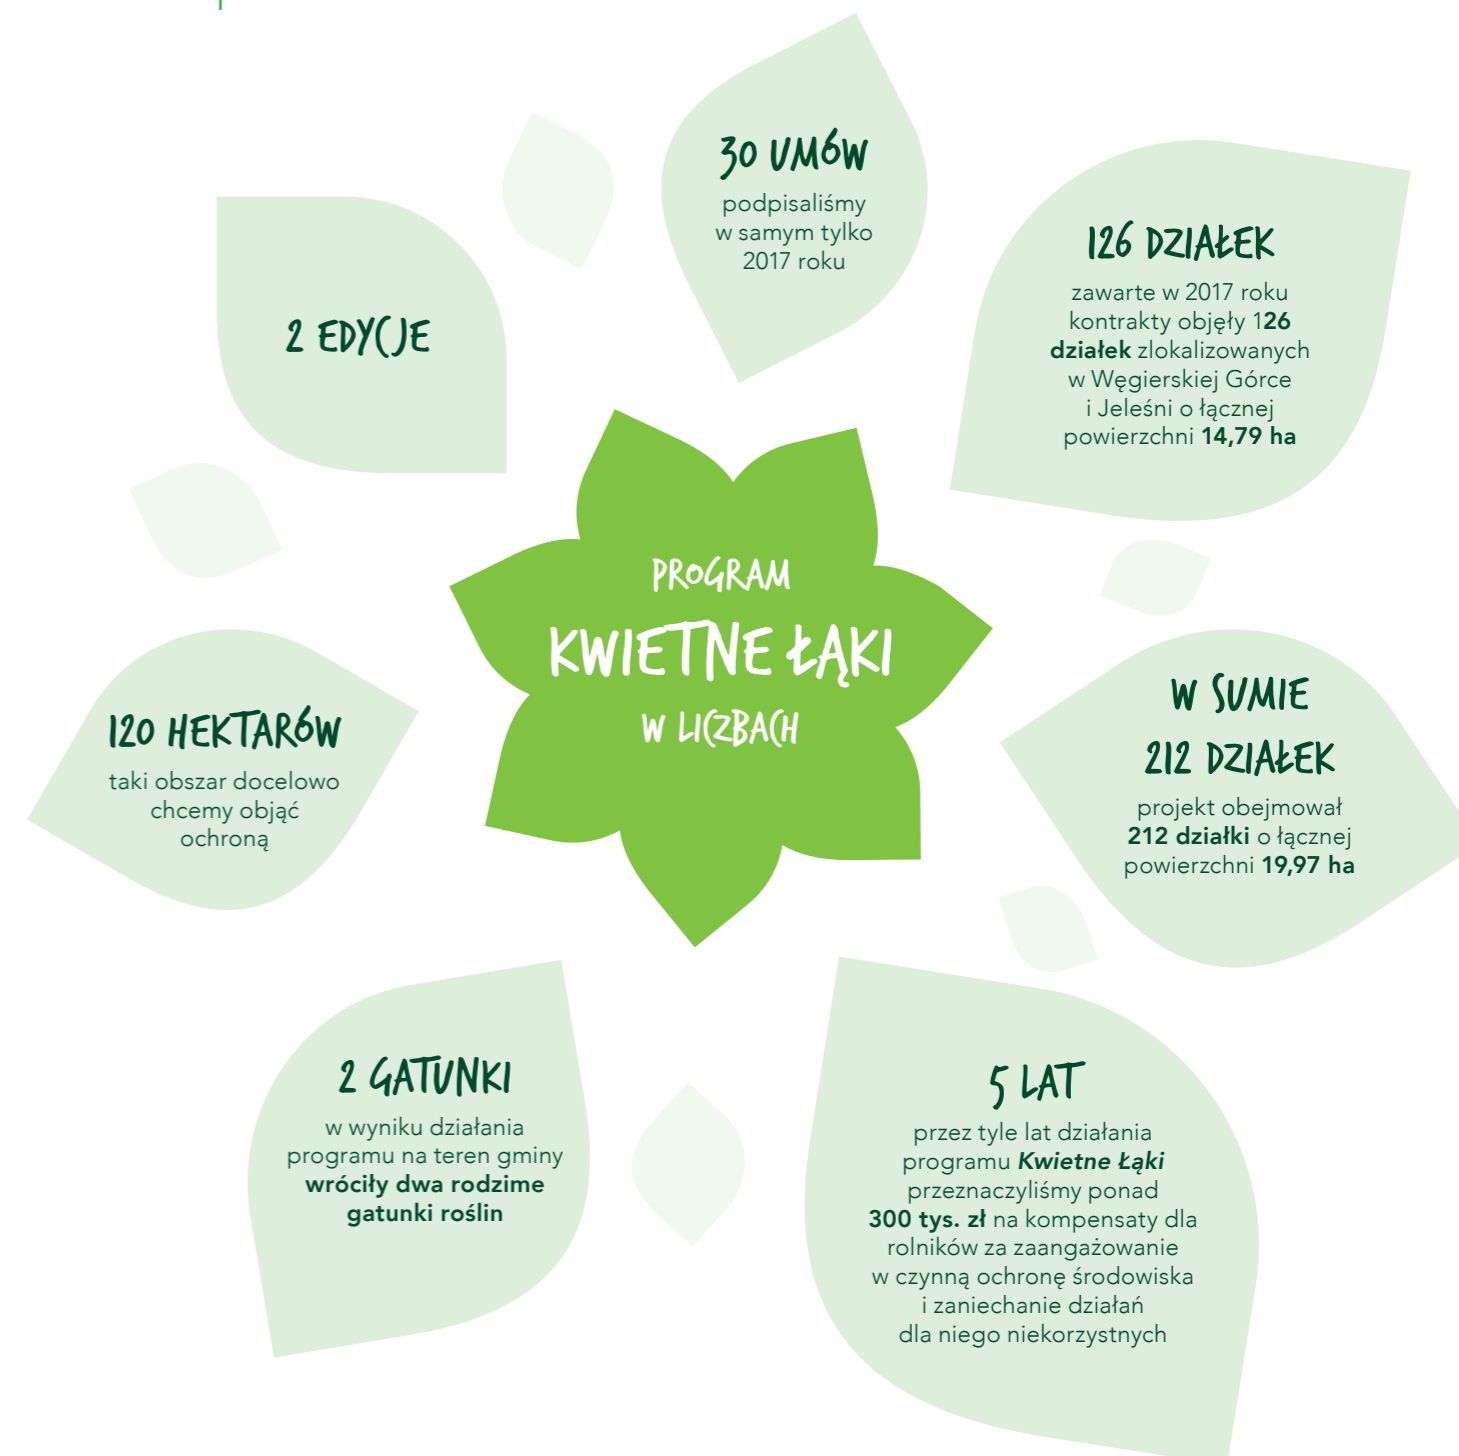 30 UMÓW
podpisaliśmy
w samym tylko
2017 roku
126 DZIAŁEK
zawarte w 2017 roku
kontrakty objęły 126
działek zlokalizowanych
w Węgierskiej Górce
i Jeleśni o łącznej
powierzchni 14,79 ha
2 EDYCJE
PROGRAM
KWIETNE ŁĄKI
W LICZBACH
W SUMIE
212 DZIAŁEK
projekt obejmował
212 działki o łącznej
powierzchni 19,97 ha
120 HEKTARÓW
taki obszar docelowo
chcemy objąć
ochroną
2 GATUNKI
w wyniku działania
programu na teren gminy
wróciły dwa rodzime
gatunki roślin
5 LAT
przez tyle lat działania
programu Kwietne Łąki
przeznaczyliśmy ponad
300 tys. zł na kompensaty dla
rolników za zaangażowanie
w czynną ochronę środowiska
i zaniechanie działań
dla niego niekorzystnych